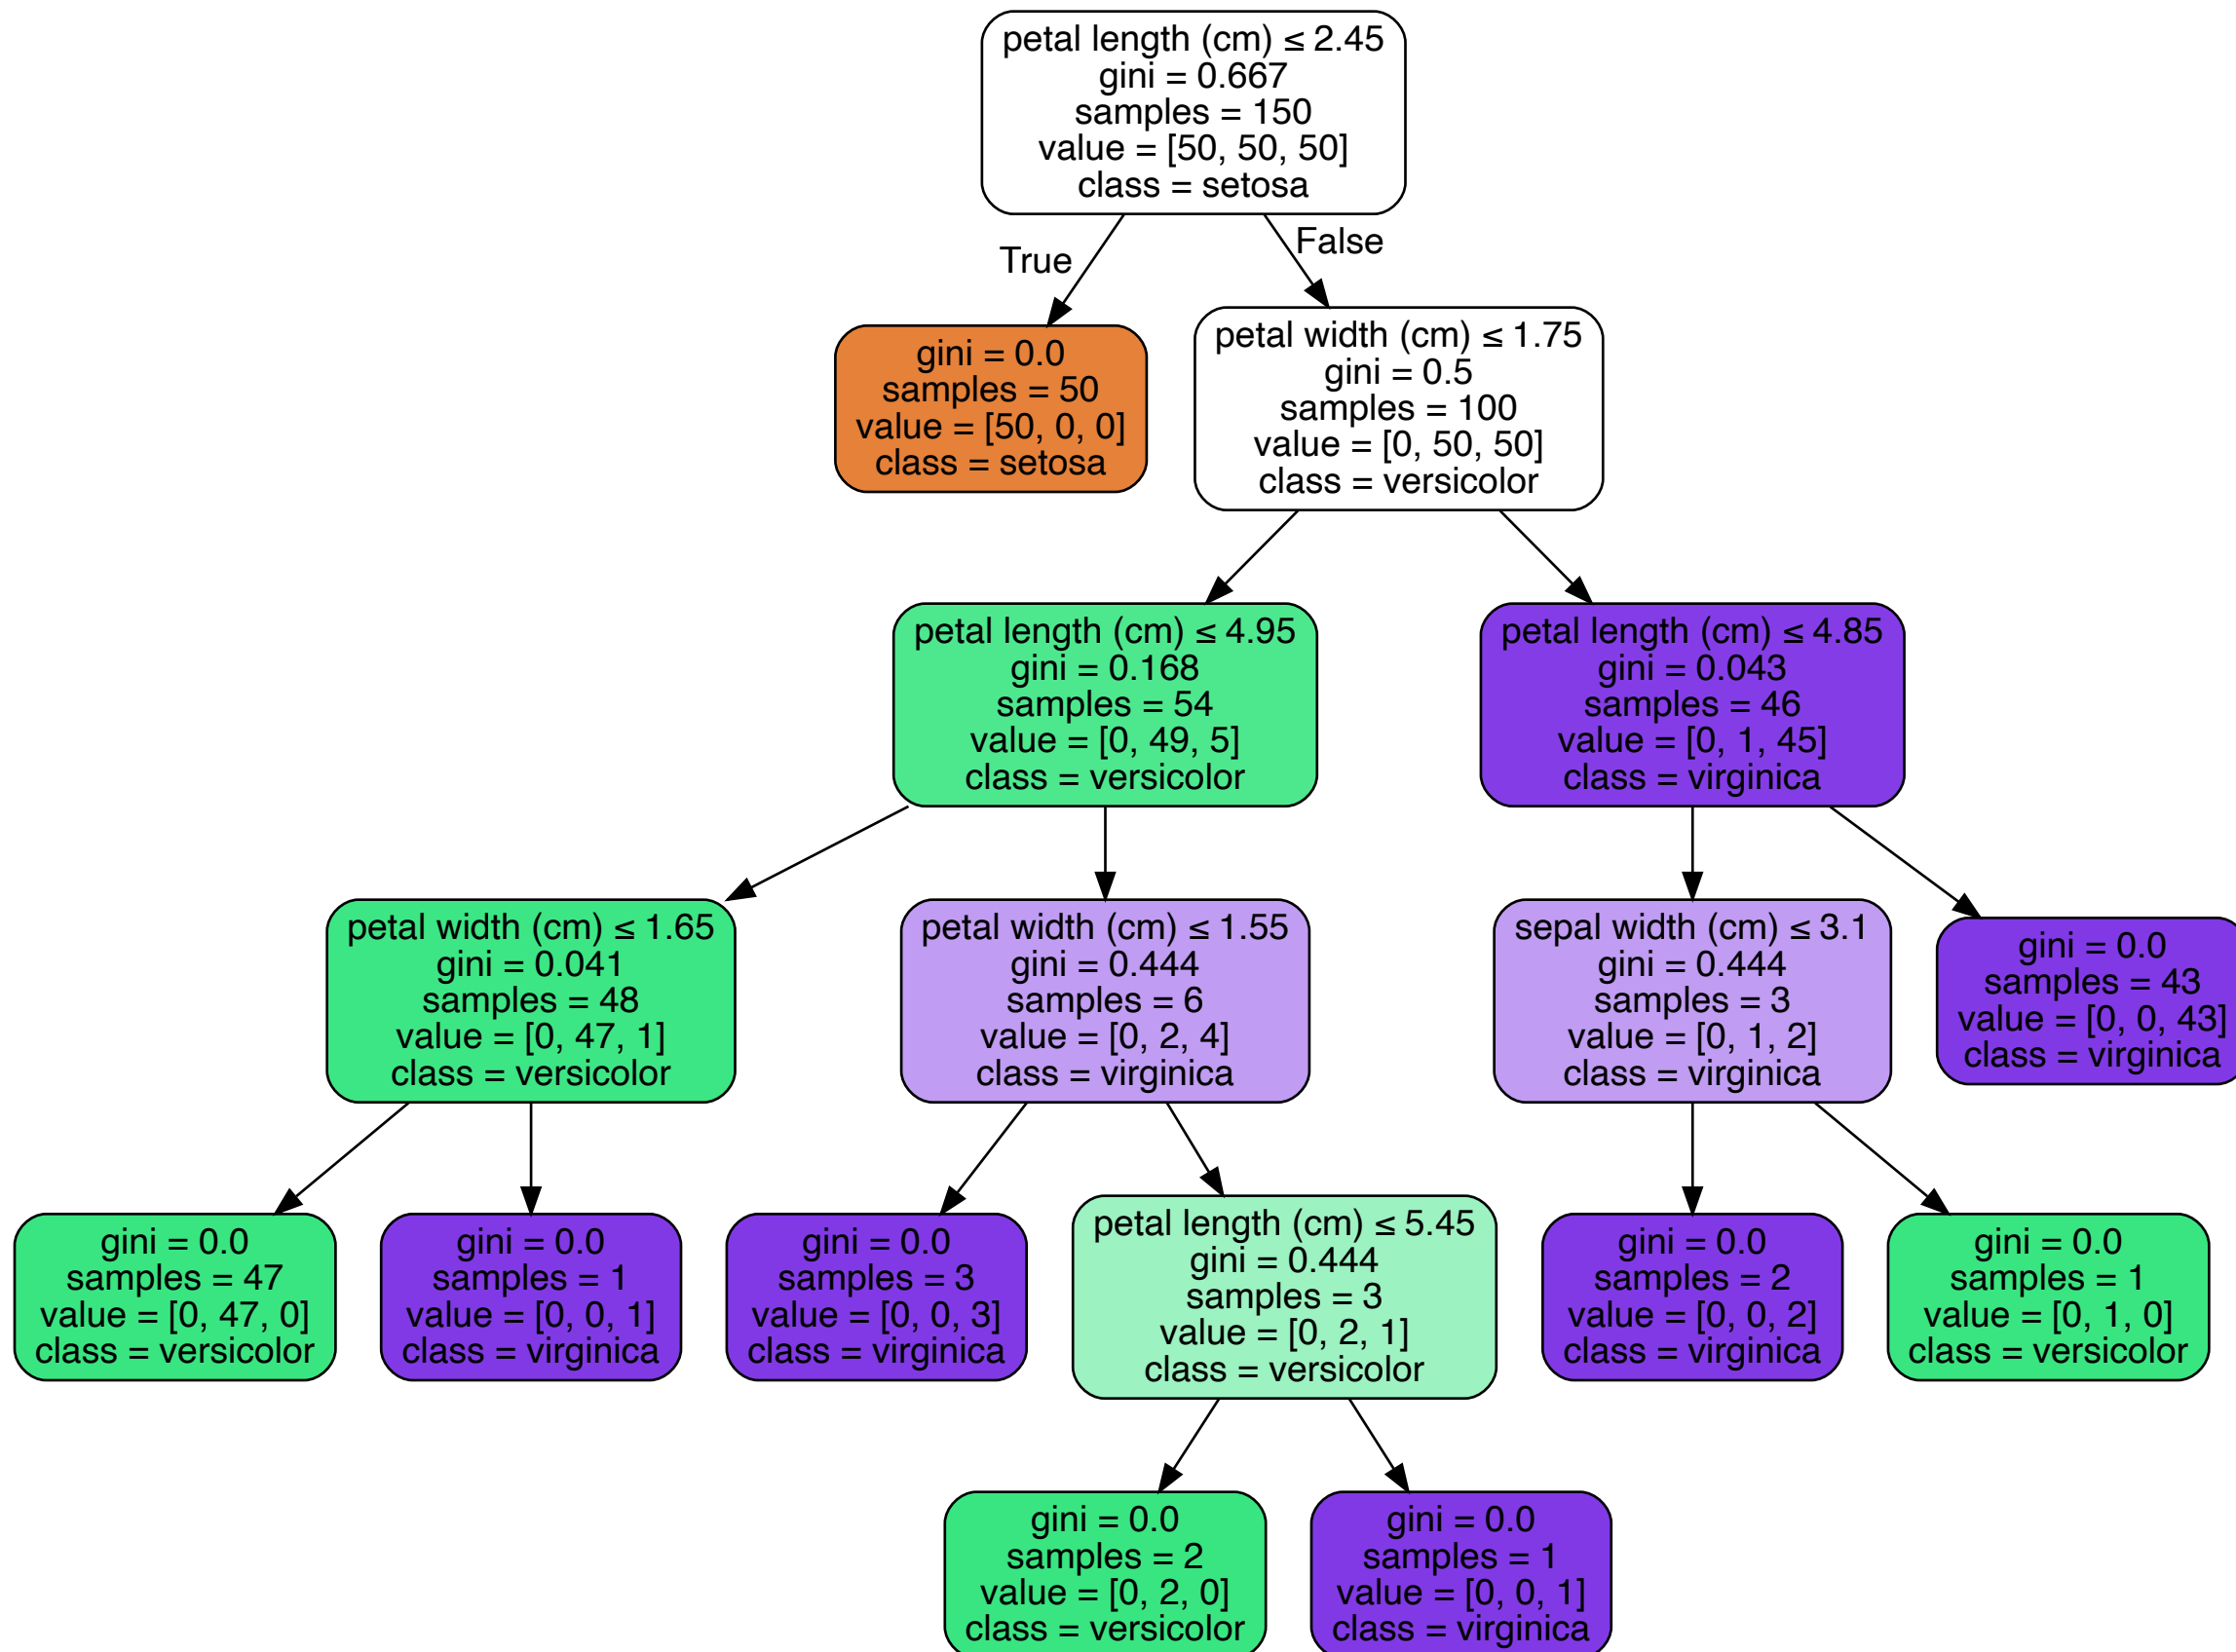 petal length (cm) ≤ 2.45
gini = 0.667
samples = 150
value = [50, 50, 50]
class = setosa
True
False
gini = 0.0
samples = 50
value = [50, 0, 0]
class = setosa
petal width (cm) ≤ 1.75
gini = 0.5
samples = 100
value = [0, 50, 50]
class = versicolor
petal length (cm) ≤ 4.95
gini = 0.168
samples = 54
value = [0, 49, 5]
class = versicolor
petal length (cm) ≤ 4.85
gini = 0.043
samples = 46
value = [0, 1, 45]
class = virginica
petal width (cm) ≤ 1.65
gini = 0.041
samples = 48
value = [0, 47, 1]
class = versicolor
petal width (cm) ≤ 1.55
gini = 0.444
samples = 6
value = [0, 2, 4]
class = virginica
sepal width (cm) ≤ 3.1
gini = 0.444
samples = 3
value = [0, 1, 2]
class = virginica
gini = 0.0
samples = 43
value = [0, 0, 43]
class = virginica
gini = 0.0
samples = 47
value = [0, 47, 0]
class = versicolor
gini = 0.0
samples = 1
value = [0, 0, 1]
class = virginica
gini = 0.0
samples = 3
value = [0, 0, 3]
class = virginica
petal length (cm) ≤ 5.45
gini = 0.444
samples = 3
value = [0, 2, 1]
class = versicolor
gini = 0.0
samples = 2
value = [0, 0, 2]
class = virginica
gini = 0.0
samples = 1
value = [0, 1, 0]
class = versicolor
gini = 0.0
samples = 2
value = [0, 2, 0]
class = versicolor
gini = 0.0
samples = 1
value = [0, 0, 1]
class = virginica